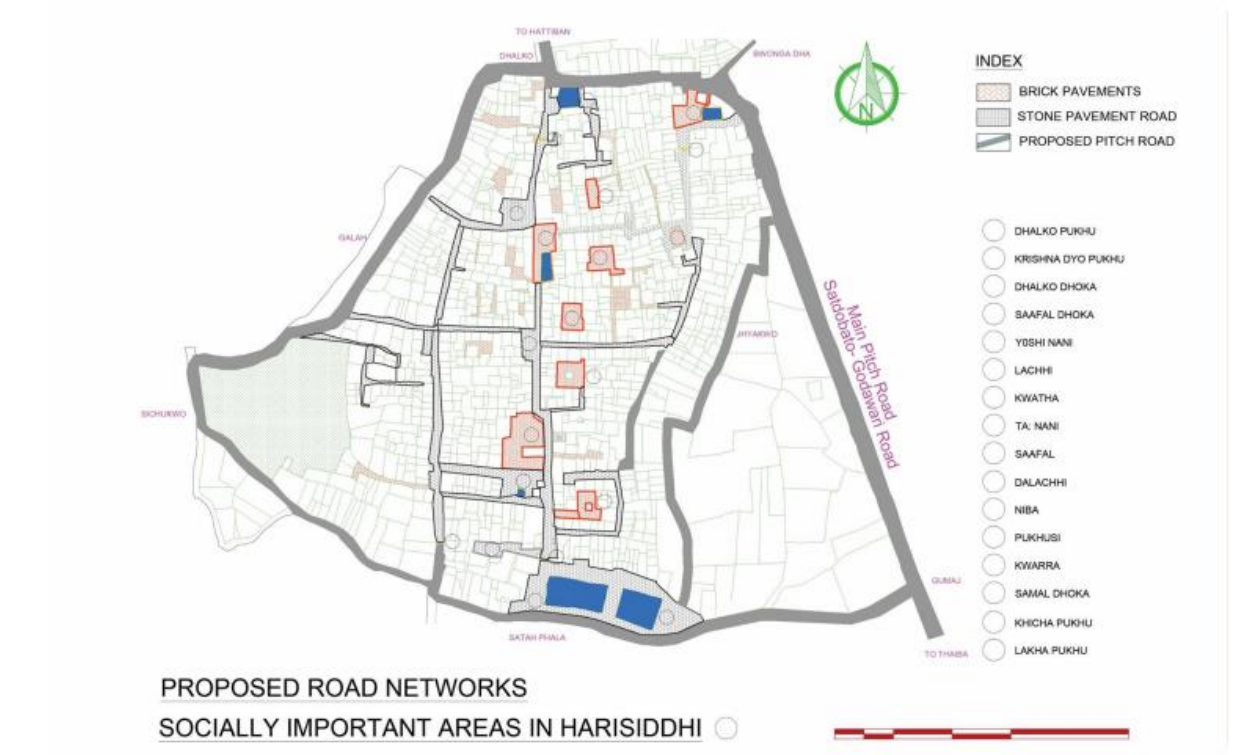 TO HATTIBAN
DHALKO
BWONGA DHA
N
INDEX
BRICK PAVEMENTS
STONE PAVEMENT ROAD
PROPOSED PITCH ROAD
GALAH
JHYAKWO
Main Pitch Road
Satdobato- Godawari Road
SICHUKWO
GUMAJ
SATAH PHALA
TO THAIBA
DHALKO PUKHU
KRISHNA DYO PUKHU
DHALKO DHOKA
SAAFAL DHOKA
YOSHI NANI
LACHHI
KWATHA
TA: NANI
SAAFAL
DALACHHI
NIBA
PUKHUSI
KWARRA
SAMAL DHOKA
KHICHA PUKHU
LAKHA PUKHU
PROPOSED ROAD NETWORKS
SOCIALLY IMPORTANT AREAS IN HARISIDDHI